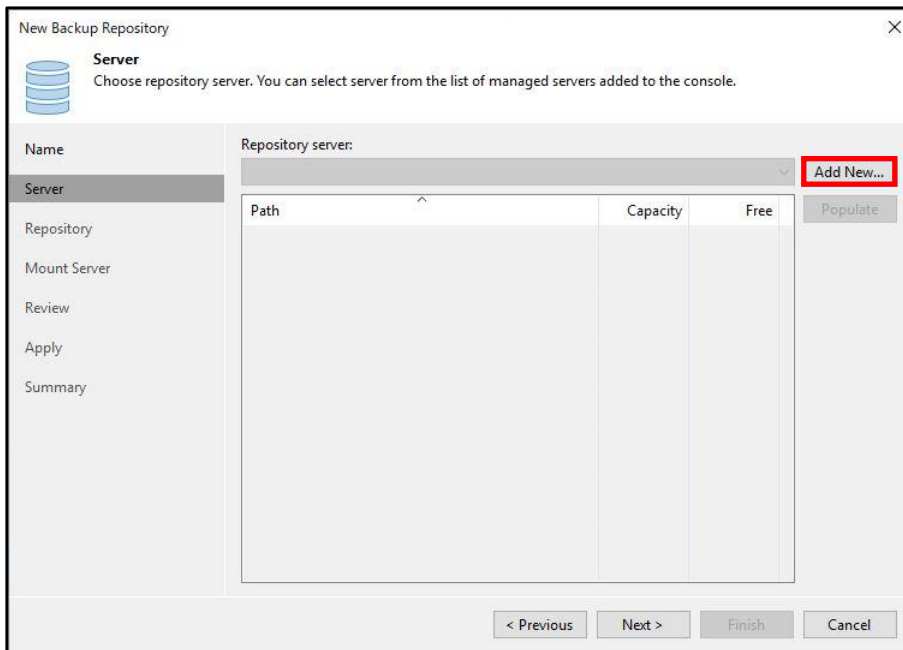 New Backup Repository
Server
Choose repository server. You can select server from the list of managed servers added to the console.
Name
Server
Repository
Mount Server
Review
Apply
Summary
Repository server:
Add New...
Path Capacity Free
Populate
< Previous Next > Finish Cancel